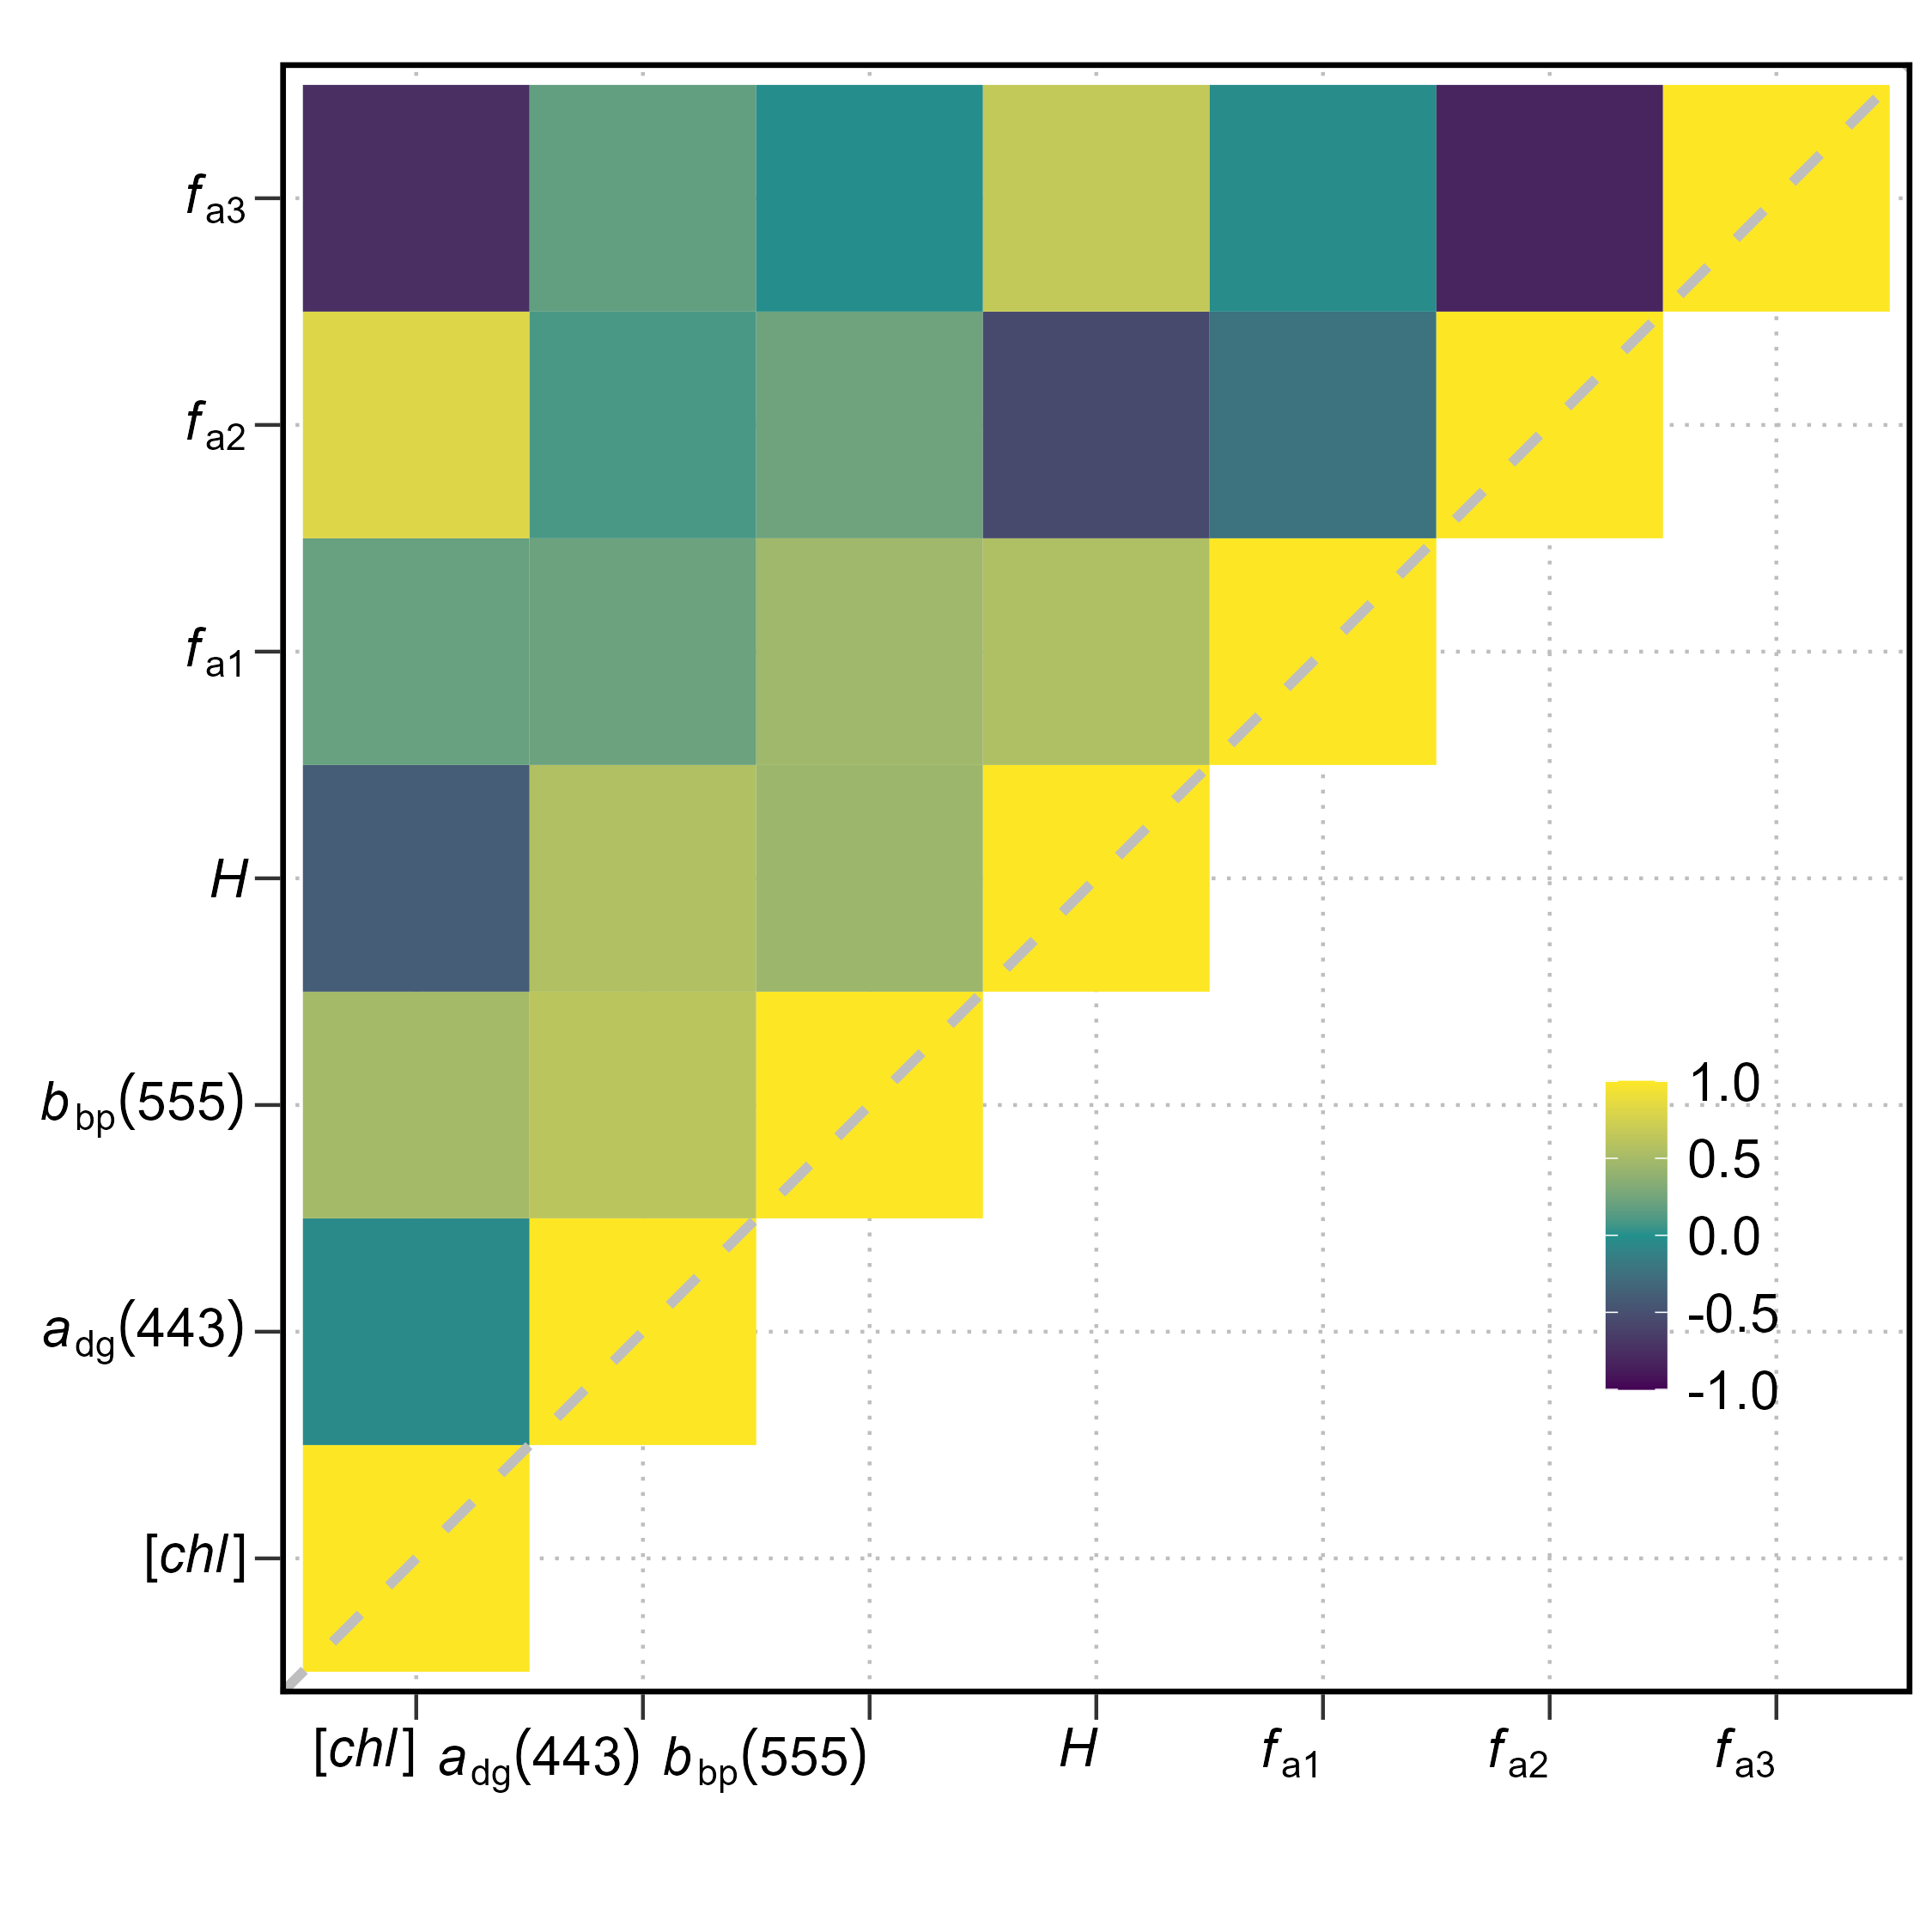 f a3
f a2
f a1
H
b bp(555)
a dg(443)
[chl]
1.0
0.5
0.0
-0.5
-1.0
[chl] a dg(443) b bp(555) H f a1 f a2 f a3